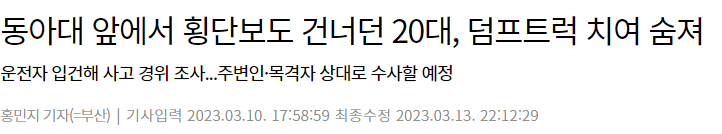 동아대 앞에서 횡단보도 건너던 20대, 덤프트럭 치여 숨져
운전자 입건해 사고 경위 조사...주변인·목격자 상대로 수사할 예정
홍민지 기자(=부산) | 기사입력 2023.03.10. 17:58:59 최종수정 2023.03.13. 22:12:29